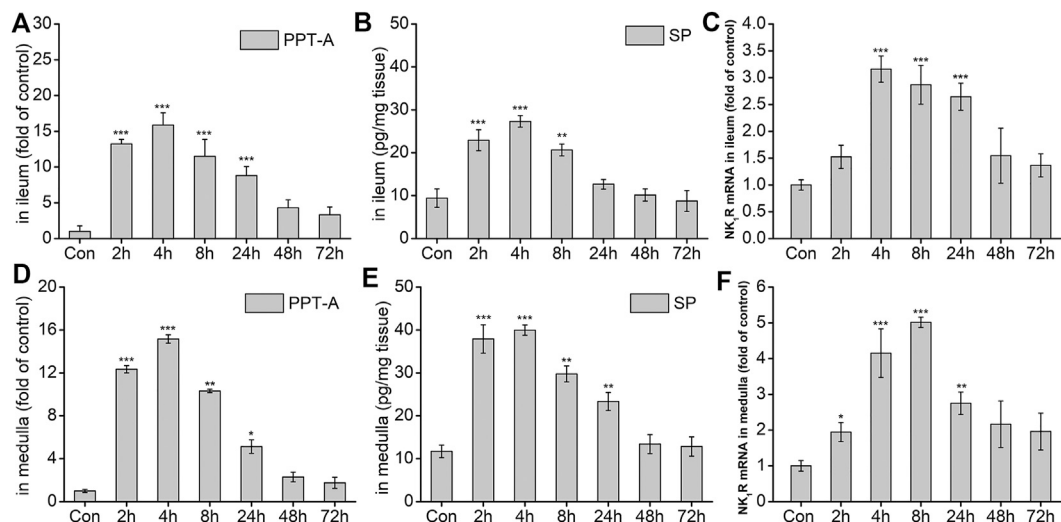 A
in ileum (fold of control)
30
25
20
15
10
5
0
PPT-A
***
***
***
***
Con 2h 4h 8h 24h 48h 72h
B
in ileum (pg/mg tissue)
50
40
30
20
10
0
SP
***
***
**
Con 2h 4h 8h 24h 48h 72h
C
NK1R mRNA in ileum (fold of control)
4.0
3.5
3.0
2.5
2.0
1.5
1.0
0.5
0.0
***
***
***
Con 2h 4h 8h 24h 48h 72h
D
in medulla (fold of control)
20
16
12
8
4
0
PPT-A
***
***
**
*
Con 2h 4h 8h 24h 48h 72h
E
in medulla (pg/mg tissue)
50
40
30
20
10
0
SP
***
***
**
**
Con 2h 4h 8h 24h 48h 72h
F
NK1R mRNA in medulla (fold of control)
6
5
4
3
2
1
0
*
***
***
**
Con 2h 4h 8h 24h 48h 72h